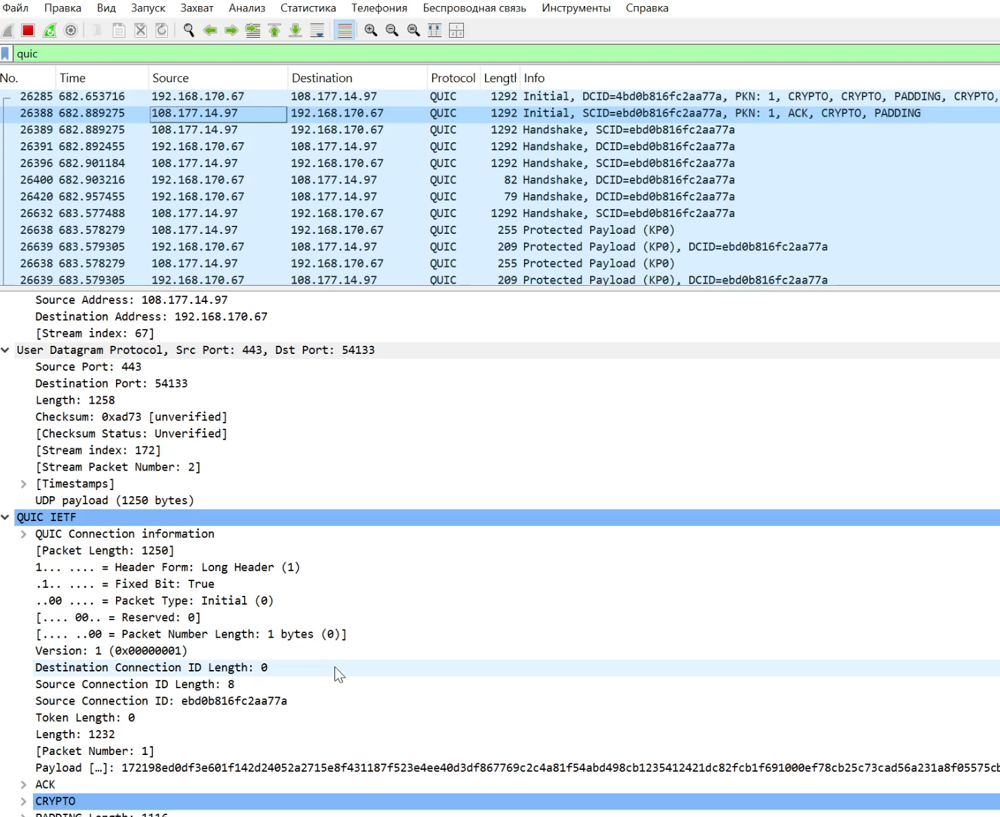 Файл Правка Вид Запуск Захват Анализ Статистика Телефония Беспроводная связь Инструменты Справка
quic
No. Time Source Destination Protocol Lengtl Info
26285 682.653716 192.168.170.67 108.177.14.97 QUIC 1292 Initial, DCID=4bd0b816fc2aa77a, PKN: 1, CRYPTO, CRYPTO, PADDING, CRYPTO,
26388 682.889275 108.177.14.97 192.168.170.67 QUIC 1292 Initial, SCID=ebd0b816fc2aa77a, PKN: 1, ACK, CRYPTO, PADDING
26389 682.889275 108.177.14.97 192.168.170.67 QUIC 1292 Handshake, SCID=ebd0b816fc2aa77a
26391 682.892455 192.168.170.67 108.177.14.97 QUIC 1292 Handshake, DCID=ebd0b816fc2aa77a
26396 682.901184 108.177.14.97 192.168.170.67 QUIC 1292 Handshake, SCID=ebd0b816fc2aa77a
26400 682.903216 192.168.170.67 108.177.14.97 QUIC 82 Handshake, DCID=ebd0b816fc2aa77a
26420 682.957455 192.168.170.67 108.177.14.97 QUIC 79 Handshake, DCID=ebd0b816fc2aa77a
26632 683.577488 108.177.14.97 192.168.170.67 QUIC 1292 Handshake, SCID=ebd0b816fc2aa77a
26638 683.578279 108.177.14.97 192.168.170.67 QUIC 255 Protected Payload (KP0)
26639 683.579305 192.168.170.67 108.177.14.97 QUIC 209 Protected Payload (KP0), DCID=ebd0b816fc2aa77a
26638 683.578279 108.177.14.97 192.168.170.67 QUIC 255 Protected Payload (KP0)
26639 683.579305 192.168.170.67 108.177.14.97 QUIC 209 Protected Payload (KP0), DCID=ebd0b816fc2aa77a
Source Address: 108.177.14.97
Destination Address: 192.168.170.67
[Stream index: 67]
User Datagram Protocol, Src Port: 443, Dst Port: 54133
Source Port: 443
Destination Port: 54133
Length: 1258
Checksum: 0xad73 [unverified]
[Checksum Status: Unverified]
[Stream index: 172]
[Stream Packet Number: 2]
[Timestamps]
UDP payload (1250 bytes)
QUIC IETF
QUIC Connection information
[Packet Length: 1250]
1... .... = Header Form: Long Header (1)
.1.. .... = Fixed Bit: True
..00 .... = Packet Type: Initial (0)
[.... 00.. = Reserved: 0]
[.... ..00 = Packet Number Length: 1 bytes (0)]
Version: 1 (0x00000001)
Destination Connection ID Length: 0
Source Connection ID Length: 8
Source Connection ID: ebd0b816fc2aa77a
Token Length: 0
Length: 1232
[Packet Number: 1]
Payload […]: 172198ed0df3e601f142d24052a2715e8f431187f523e4ee40d3df867769c2c4a81f54abd498cb1235412421dc82fcb1f691000ef78cb25c73cad56a231a8f05575cb
ACK
CRYPTO
PADDING Length: 1116